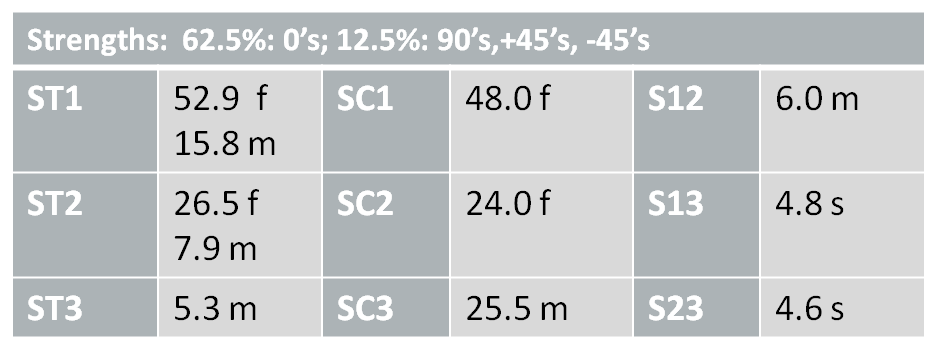 Strengths: 62.5%: 0’s; 12.5%: 90’s,+45’s, -45’s
ST1 52.9 f SC1 48.0 f S12 6.0 m
15.8 m
ST2 26.5 f SC2 24.0 f S13 4.8 s
7.9 m
ST3 5.3 m SC3 25.5 m S23 4.6 s